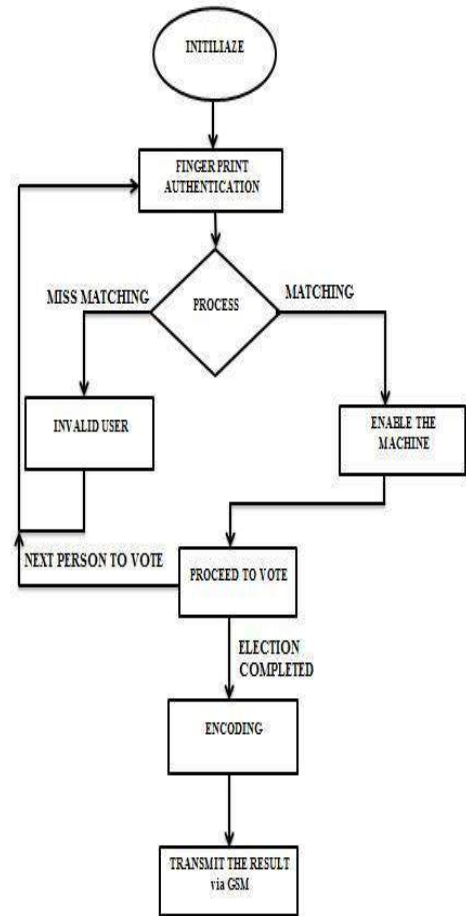 INITILIAZE
FINGER PRINT
AUTHENTICATION
MISS MATCHING
PROCESS
MATCHING
INVALID USER
ENABLE THE
MACHINE
NEXT PERSON TO VOTE
PROCEED TO VOTE
ELECTION
COMPLETED
ENCODING
TRANSMIT THE RESULT
via GSM